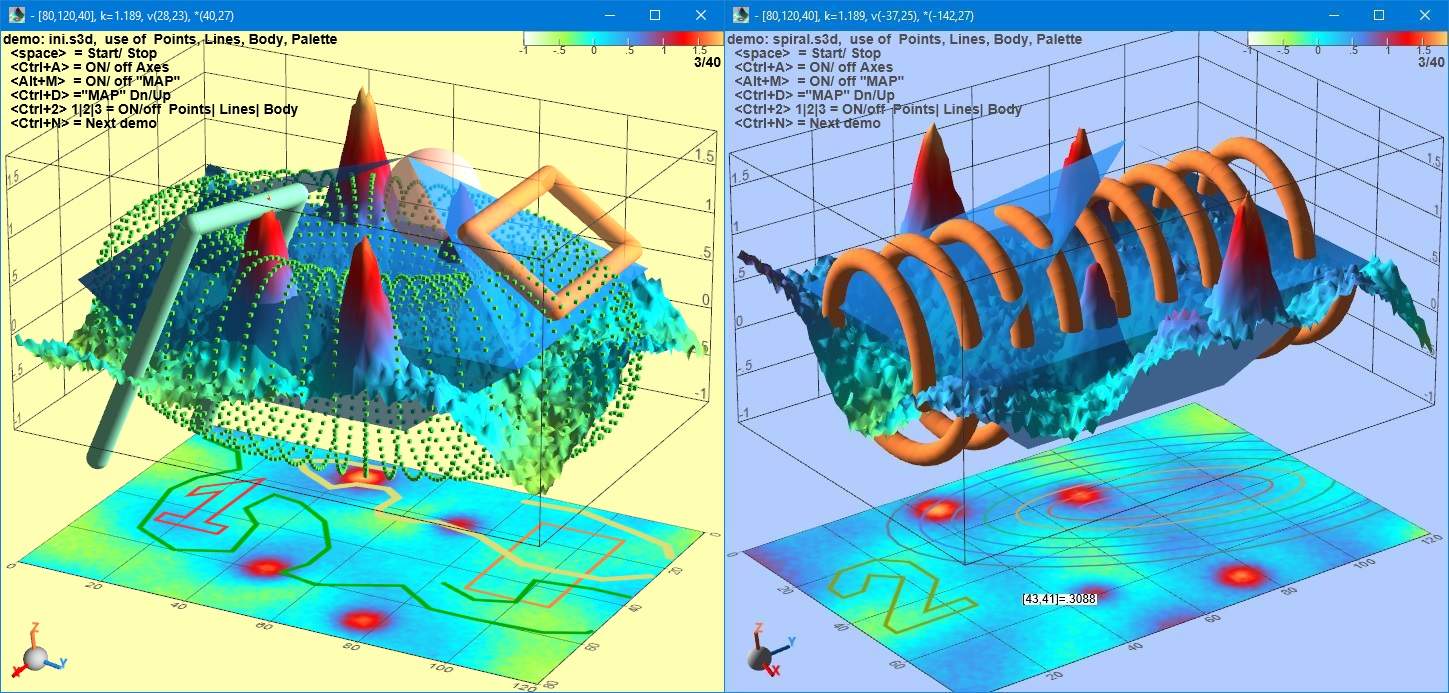 - [80,120,40], k=1.189, v(28,23), *(40,27)
demo: ini.s3d, use of Points, Lines, Body, Palette
<space> = Start/ Stop
<Ctrl+A> = ON/ off Axes
<Alt+M> = ON/ off "MAP"
<Ctrl+D> ="MAP" Dn/Up
<Ctrl+2> 1|2|3 = ON/off Points| Lines| Body
<Ctrl+N> = Next demo
-1 -.5 0 .5 1 1.5
3/40
1.5
1
.5
0
-.5
-1
1.5
1
.5
0
-1
1
0
20
40
60
80
100
120
0
20
40
60
80
Z
X
Y
- [80,120,40], k=1.189, v(-37,25), *(-142,27)
demo: spiral.s3d, use of Points, Lines, Body, Palette
<space> = Start/ Stop
<Ctrl+A> = ON/ off Axes
<Alt+M> = ON/ off "MAP"
<Ctrl+D> ="MAP" Dn/Up
<Ctrl+2> 1|2|3 = ON/off Points| Lines| Body
<Ctrl+N> = Next demo
-1 -.5 0 .5 1 1.5
3/40
1.5
1
.5
0
-.5
-1
1.5
1
.5
0
-1
2
[43,41]=.3088
0
20
40
60
20
40
60
80
100
120
Z
Y
X